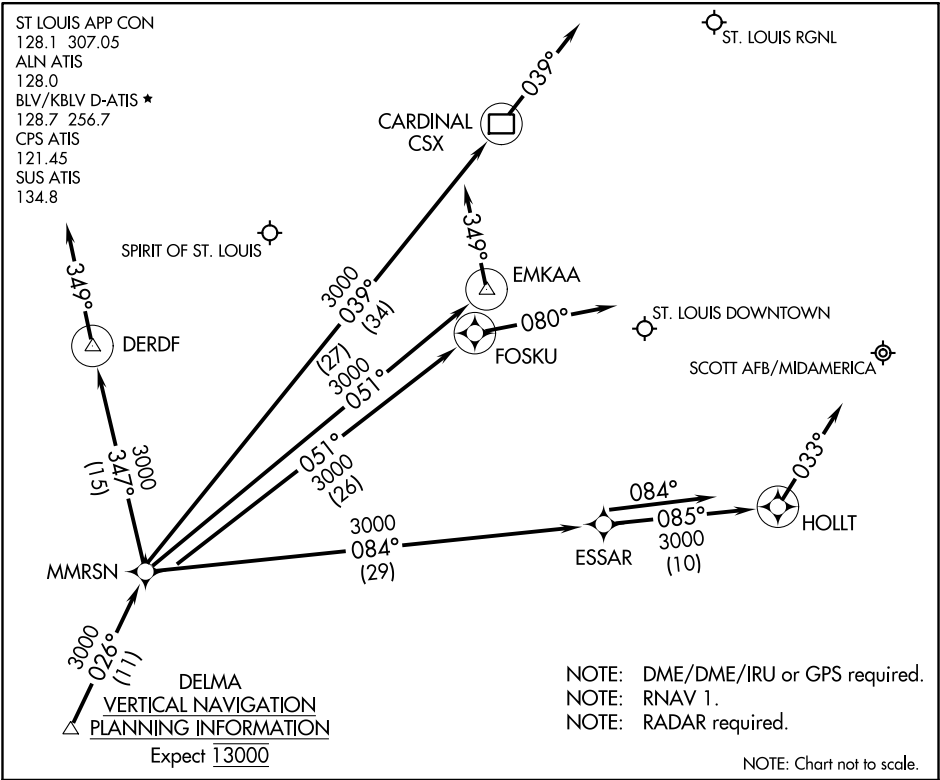 ST LOUIS APP CON
128.1 307.05
ALN ATIS
128.0
BLV/KBLV D-ATIS ★
128.7 256.7
CPS ATIS
121.45
SUS ATIS
134.8
ST. LOUIS RGNL
039°
CARDINAL
CSX
SPIRIT OF ST. LOUIS
349°
349°
EMKAA
3000
039°
(34)
080°
ST. LOUIS DOWNTOWN
DERDF
FOSKU
SCOTT AFB/MIDAMERICA
(27)
3000
051°
051°
3000
(26)
3000
347°
(15)
033°
084°
085°
3000
(10)
HOLLT
3000
084°
(29)
ESSAR
MMRSN
3000
026°
(11)
DELMA
VERTICAL NAVIGATION
PLANNING INFORMATION
Expect 13000
NOTE: DME/DME/IRU or GPS required.
NOTE: RNAV 1.
NOTE: RADAR required.
NOTE: Chart not to scale.